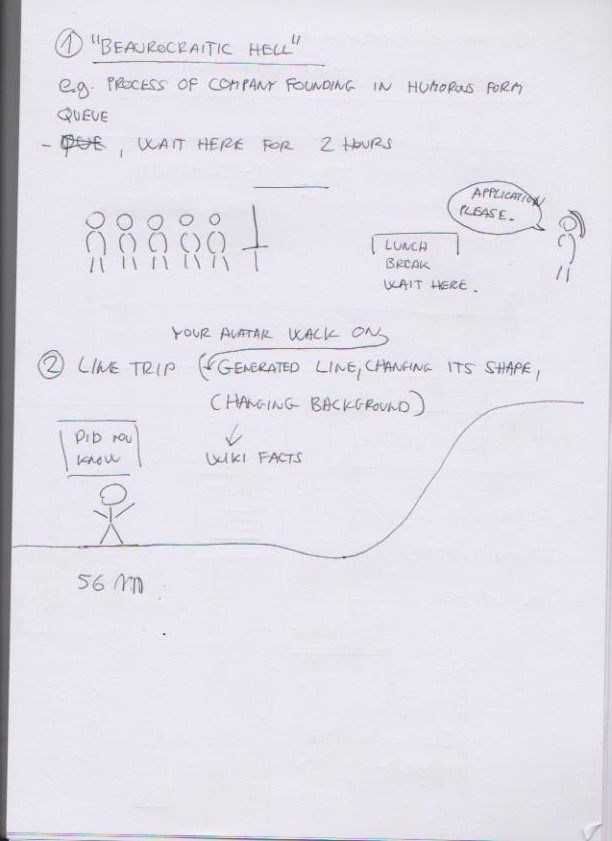 ① "BEAUROCRAITIC HELL"
e.g. PROCESS OF COMPANY FOUNDING IN HUMOROUS FORM
QUEUE
- QUE, WAIT HERE FOR 2 HOURS
APPLICATION
PLEASE.
LUNCH
BREAK
WAIT HERE.
YOUR AVATAR WALK ON
② LINE TRIP (GENERATED LINE, CHANGING ITS SHAPE,
CHANGING BACKGROUND)
DID YOU
KNOW
WIKI FACTS
56 m